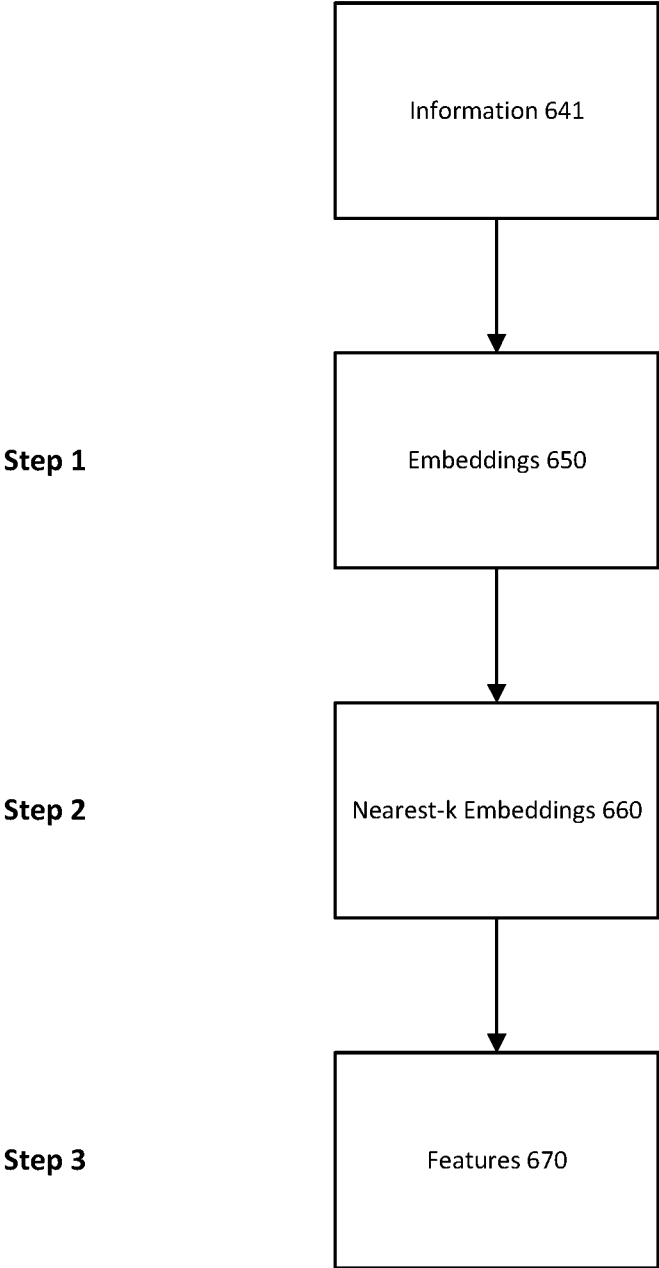 Information 641
Step 1
Embeddings 650
Step 2
Nearest-k Embeddings 660
Step 3
Features 670